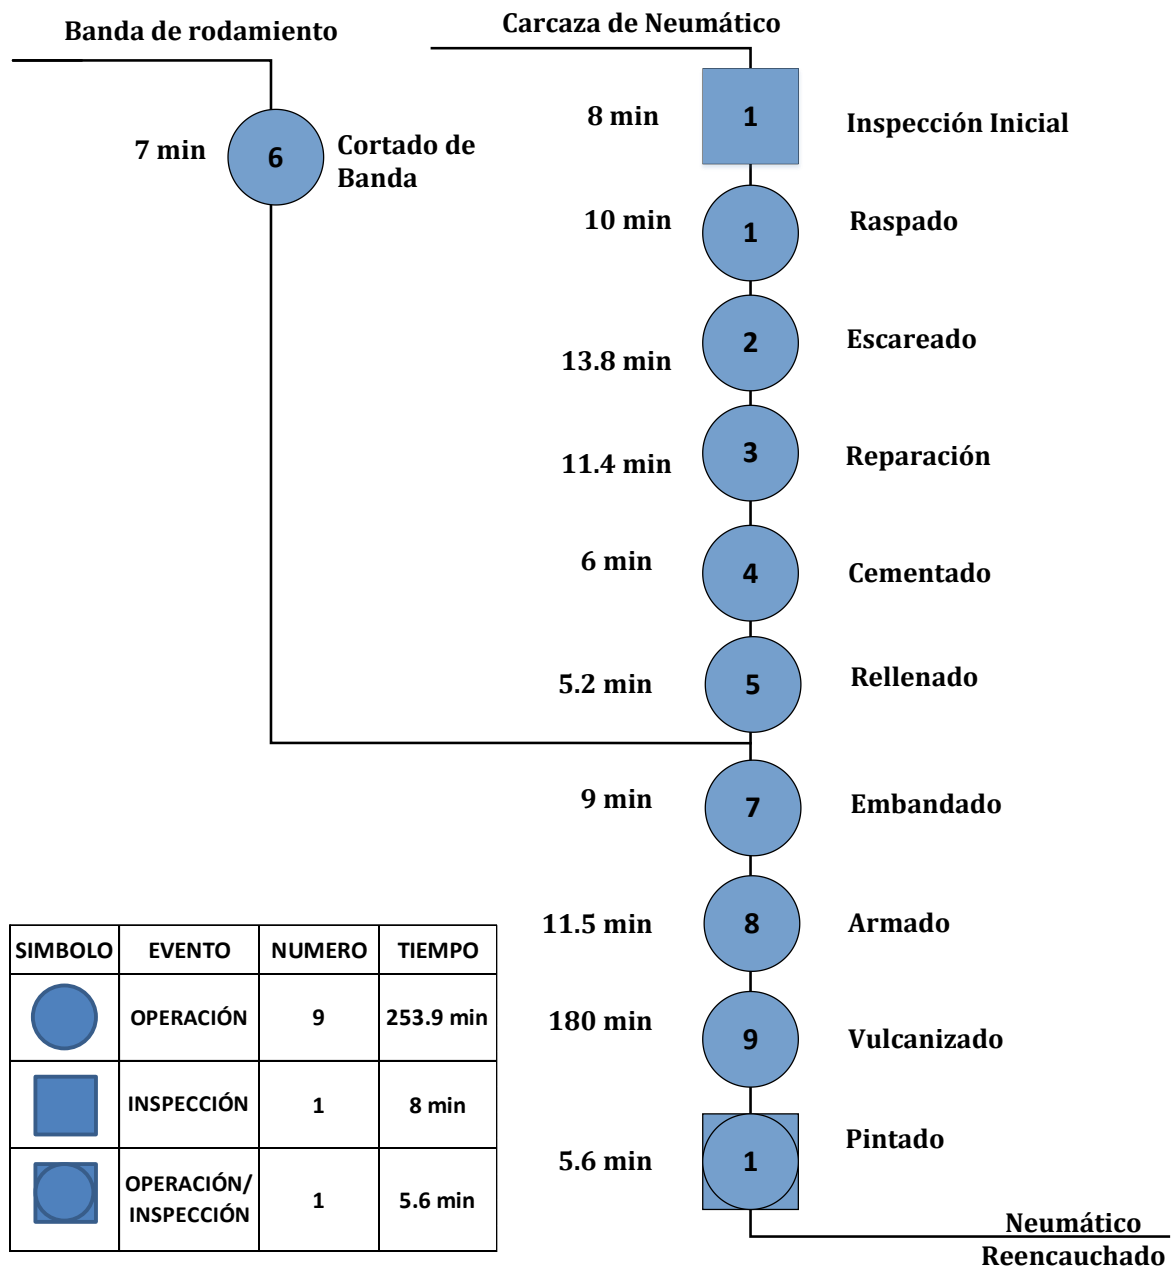 Banda de rodamiento
Carcaza de Neumático
7 min
6
Cortado de
Banda
8 min
1
Inspección Inicial
10 min
1
Raspado
13.8 min
2
Escareado
11.4 min
3
Reparación
6 min
4
Cementado
5.2 min
5
Rellenado
9 min
7
Embandado
11.5 min
8
Armado
180 min
9
Vulcanizado
5.6 min
1
Pintado
Neumático
Reencauchado
SIMBOLO EVENTO NUMERO TIEMPO
OPERACIÓN 9 253.9 min
INSPECCIÓN 1 8 min
OPERACIÓN/
INSPECCIÓN 1 5.6 min